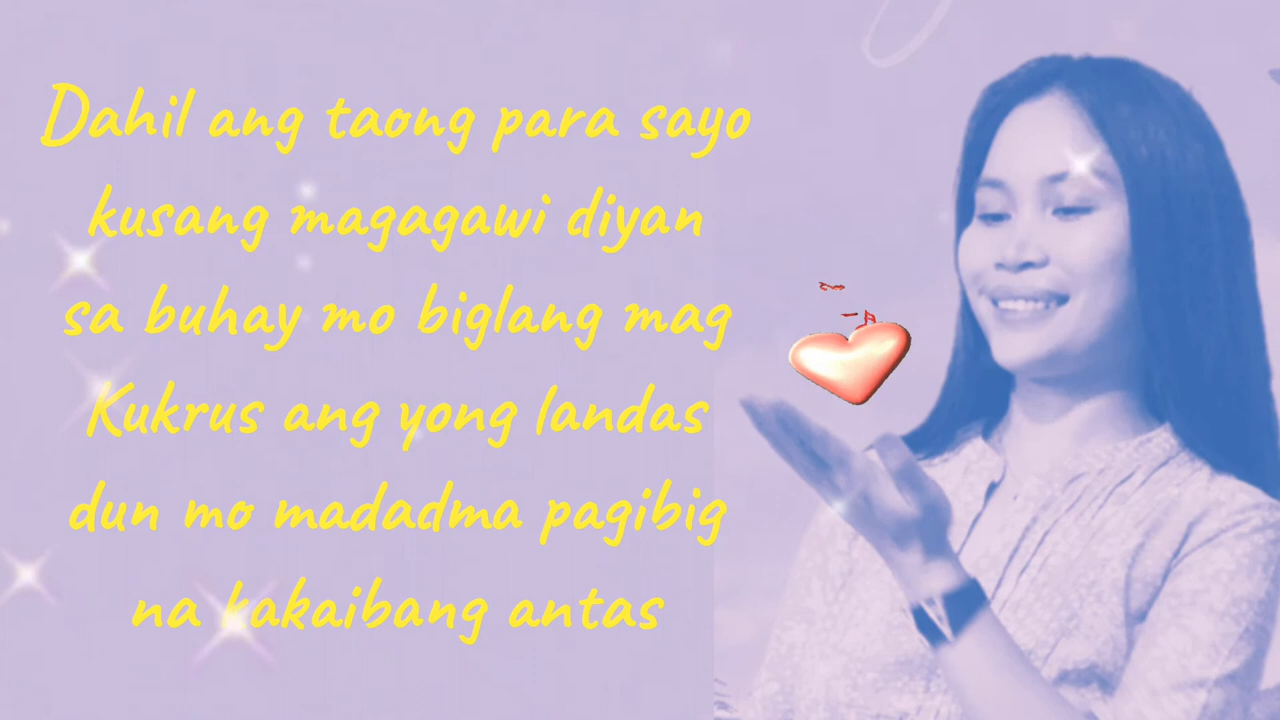 Dahil ang taong para sayo
kusang magagawi diyan
sa buhay mo biglang mag
Kukrus ang yong landas
dun mo madadma pagibig
na kakaibang antas